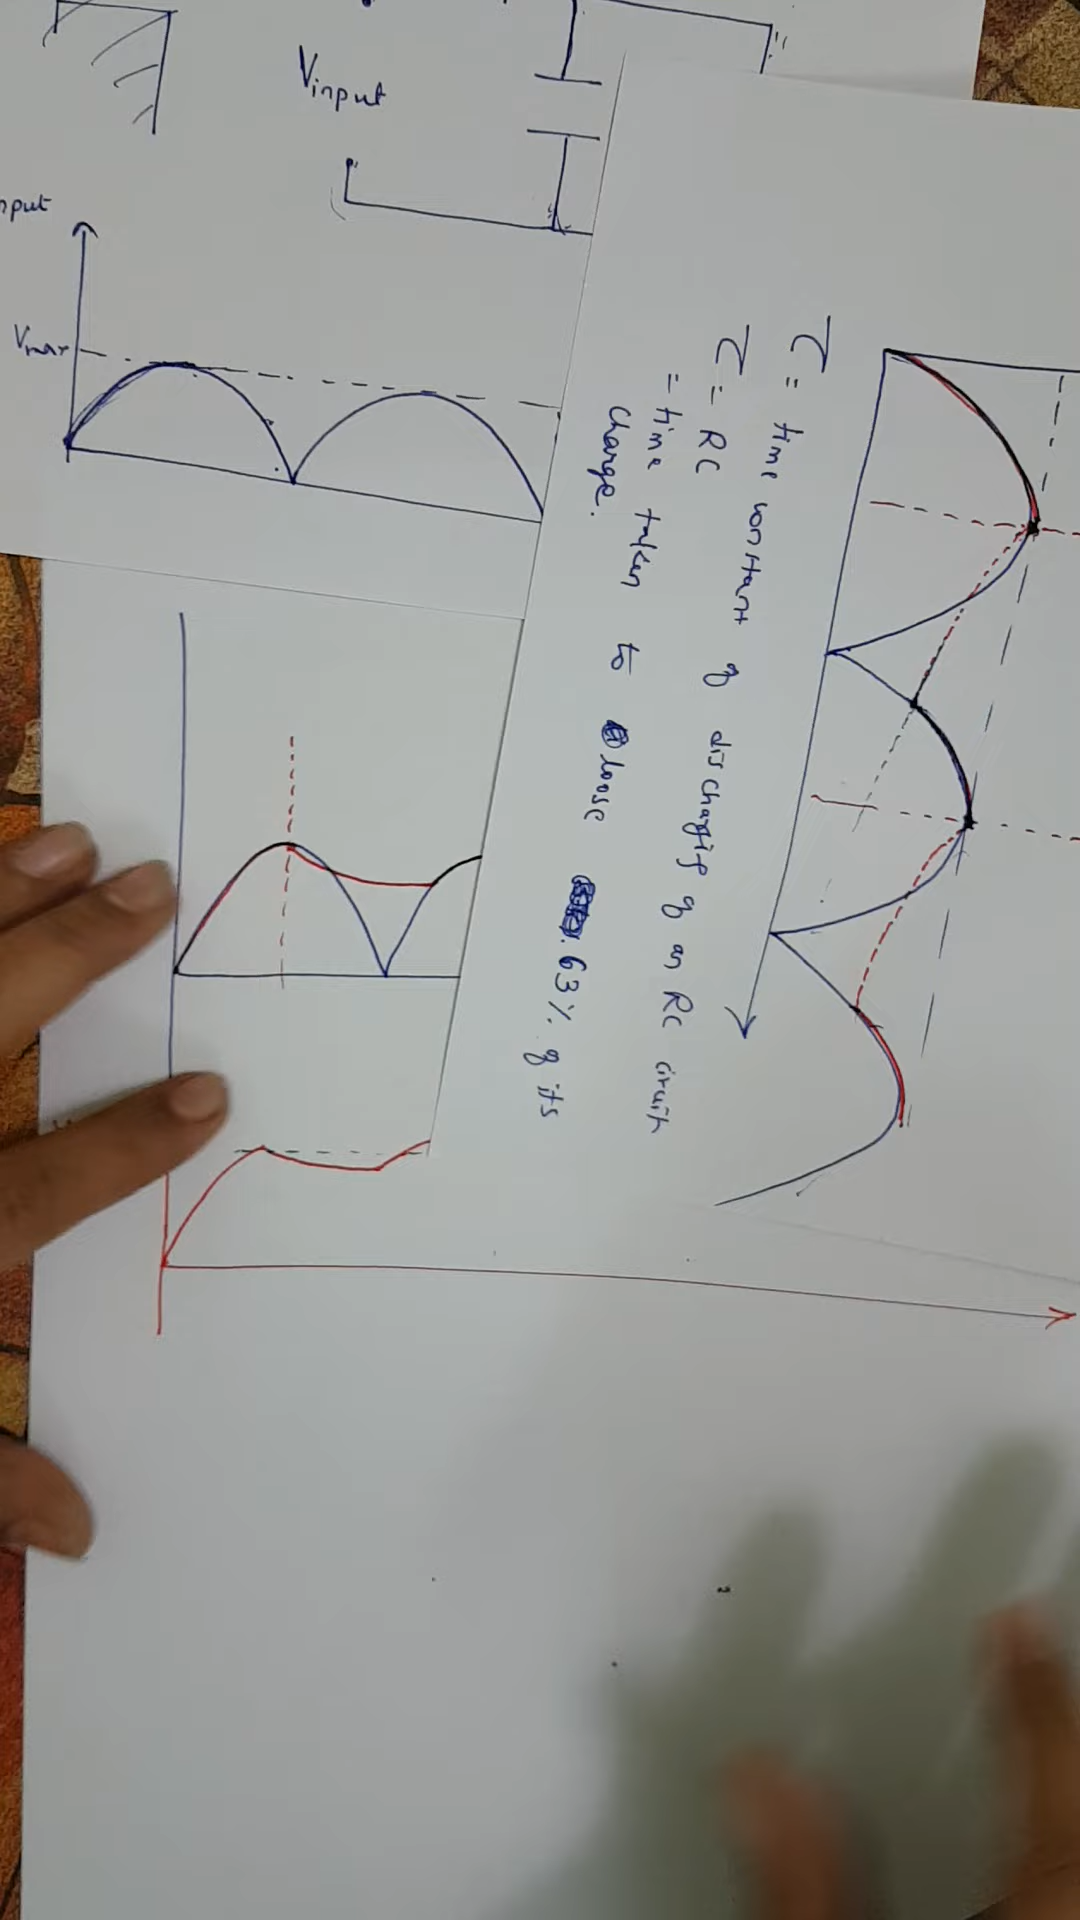 Vinput
nput
Vmax
τ = time constant of discharging of an RC circuit
τ = RC
= time taken to loose 63% of its
charge.